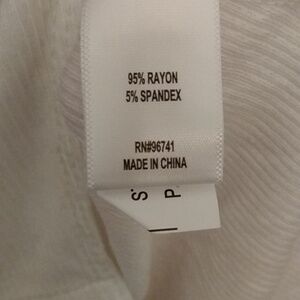 95% RAYON
5% SPANDEX
RN#96741
MADE IN CHINA
S
P